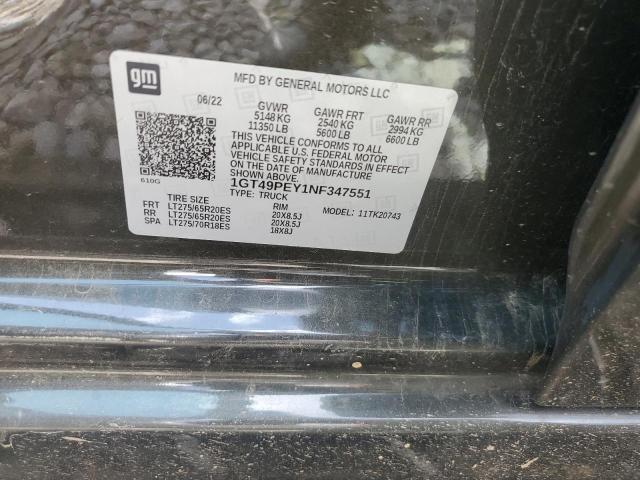 gm
MFD BY GENERAL MOTORS LLC
06/22 GVWR GAWR FRT GAWR RR
5148 KG 2540 KG 2994 KG
11350 LB 5600 LB 6600 LB
THIS VEHICLE CONFORMS TO ALL
APPLICABLE U.S. FEDERAL MOTOR
VEHICLE SAFETY STANDARDS IN EFFECT
ON THE DATE OF MANUFACTURE
SHOWN ABOVE.
610G
1GT49PEY1NF347551
TYPE: TRUCK
TIRE SIZE RIM MODEL: 11TK20743
FRT LT275/65R20ES 20X8.5J
RR LT275/65R20ES 20X8.5J
SPA LT275/70R18ES 18X8J